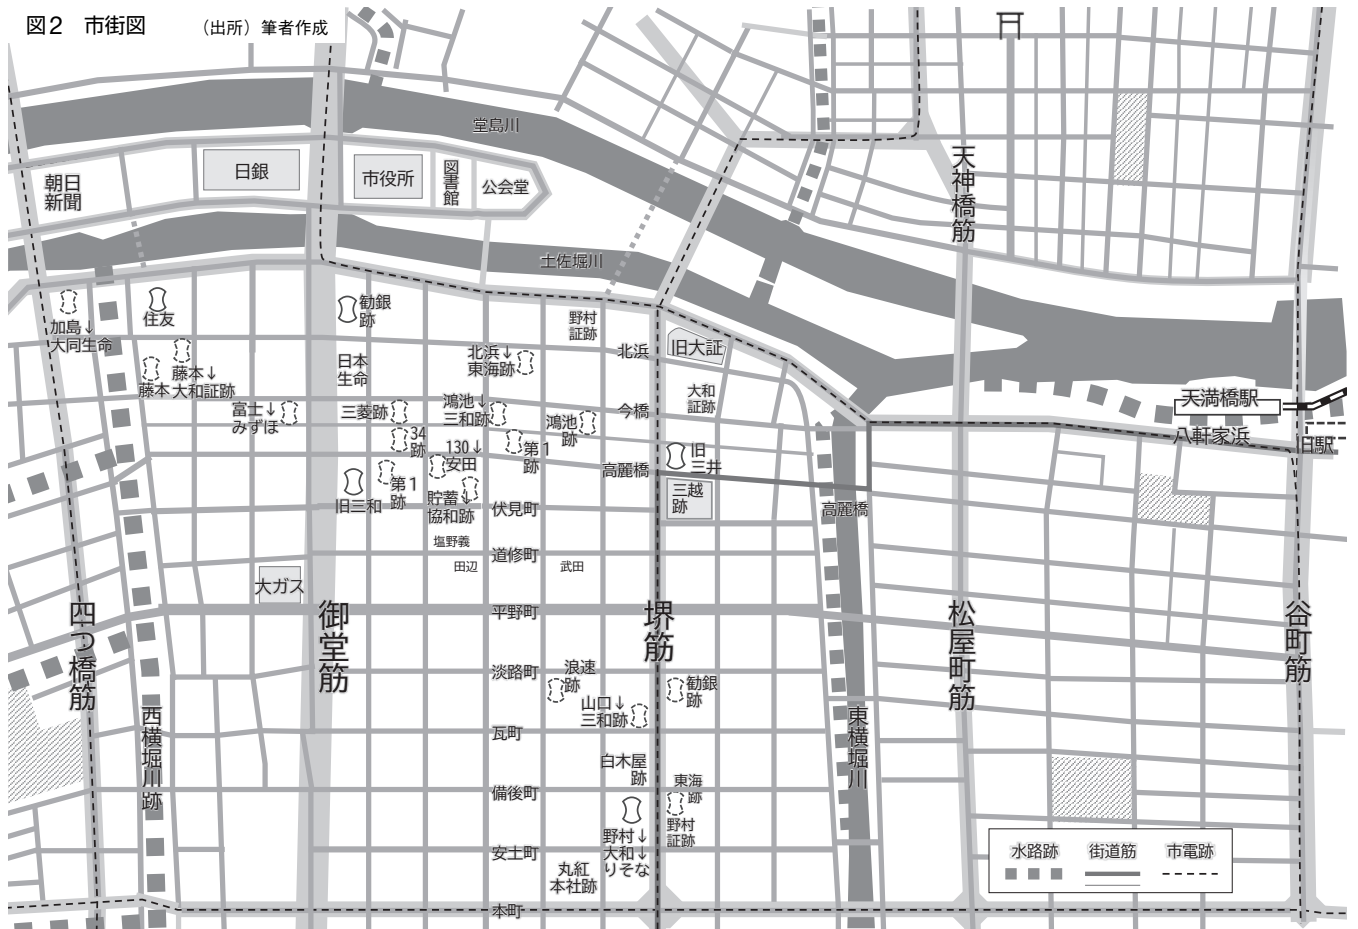 図2 市街図 （出所）筆者作成
堂島川
日銀
市役所
図書館
公会堂
朝日
新聞
天神橋筋
土佐堀川
加島↓
大同生命
住友
勧銀
跡
野村
証跡
旧大証
北浜
藤本
藤本↓
大和証跡
日本
生命
北浜↓
東海跡
大和
証跡
天満橋駅
富士↓
みずほ
三菱跡
鴻池↓
三和跡
鴻池
跡
今橋
八軒家浜
旧駅
34
跡
130↓
安田
第1
跡
旧
三井
高麗橋
旧三和
第1
跡
貯蓄↓
協和跡
三越
跡
高麗橋
伏見町
塩野義
道修町
田辺
武田
大ガス
平野町
四つ橋筋
御堂筋
堺筋
松屋町筋
谷町筋
淡路町
浪速
跡
勧銀
跡
山口↓
三和跡
西横堀川跡
東横堀川
瓦町
白木屋
跡
東海
跡
備後町
野村↓
大和↓
りそな
野村
証跡
安土町
丸紅
本社跡
本町
水路跡 街道筋 市電跡